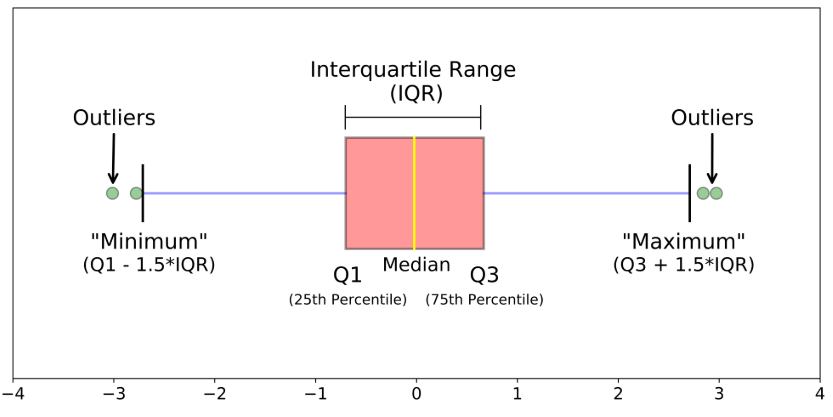 Interquartile Range
(IQR)
Outliers
Outliers
"Minimum"
(Q1 - 1.5*IQR)
"Maximum"
(Q3 + 1.5*IQR)
Median
Q1
Q3
(25th Percentile)
(75th Percentile)
−4 −3 −2 −1 0 1 2 3 4